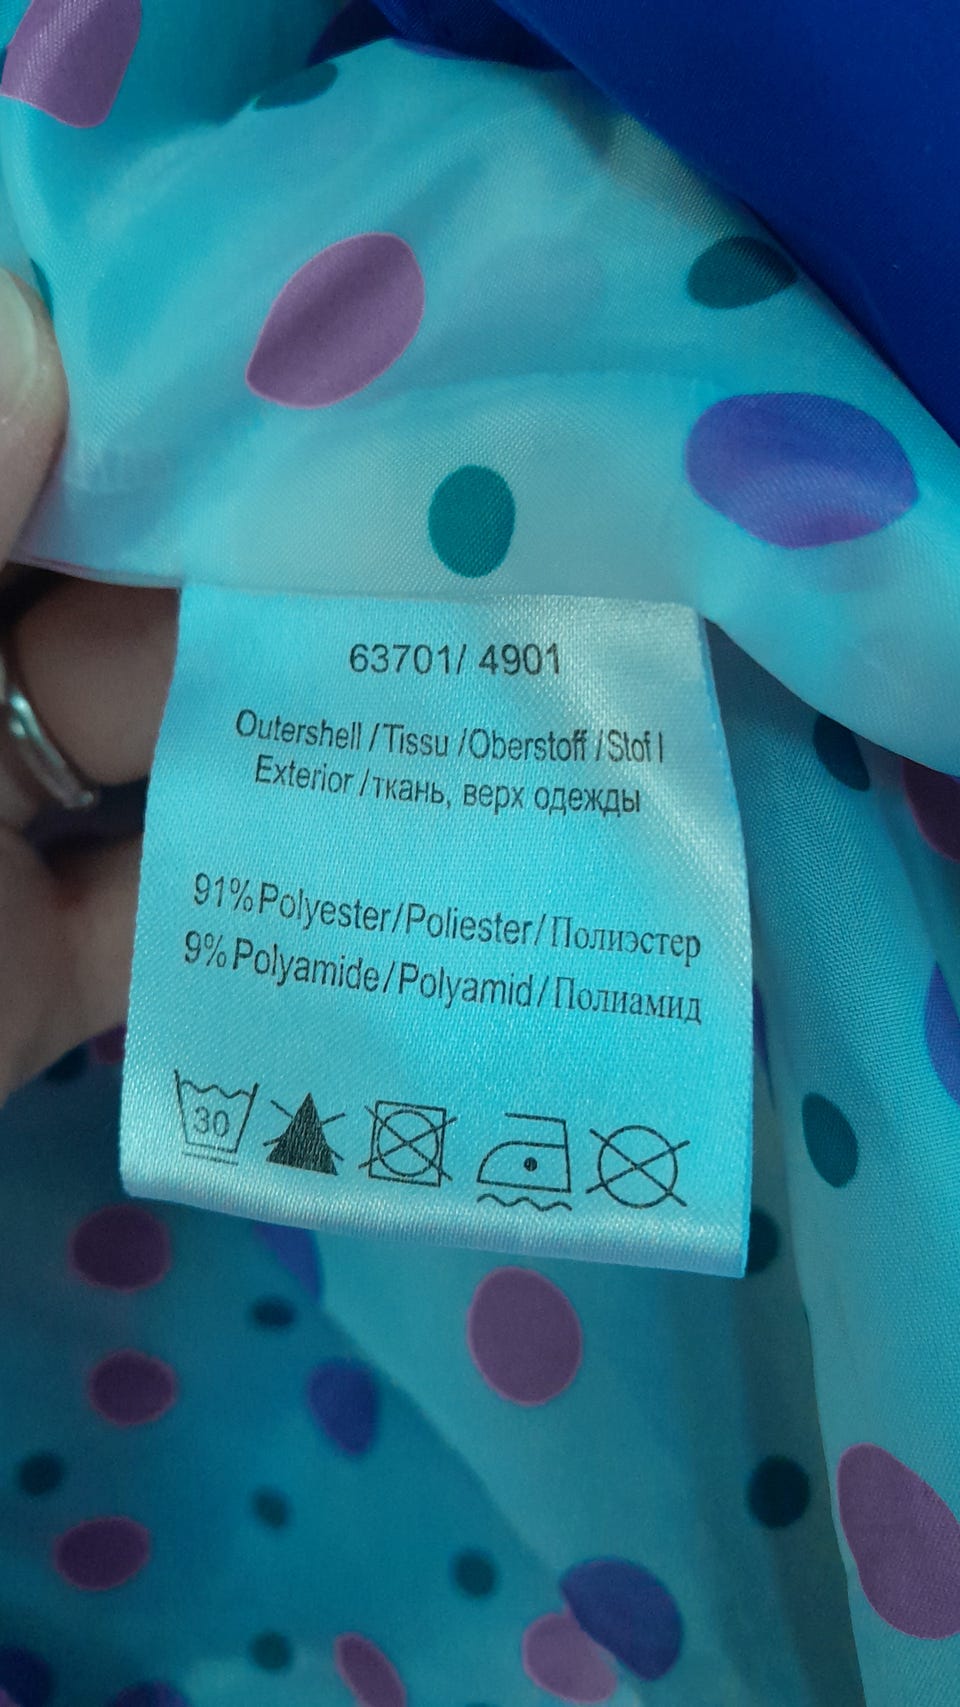 63701/ 4901
Outershell /Tissu /Oberstoff /Stof l
Exterior /ткань, верх одежды
91% Polyester/Poliester/Полиэстер
9% Polyamide/Polyamid/Полиамид
30